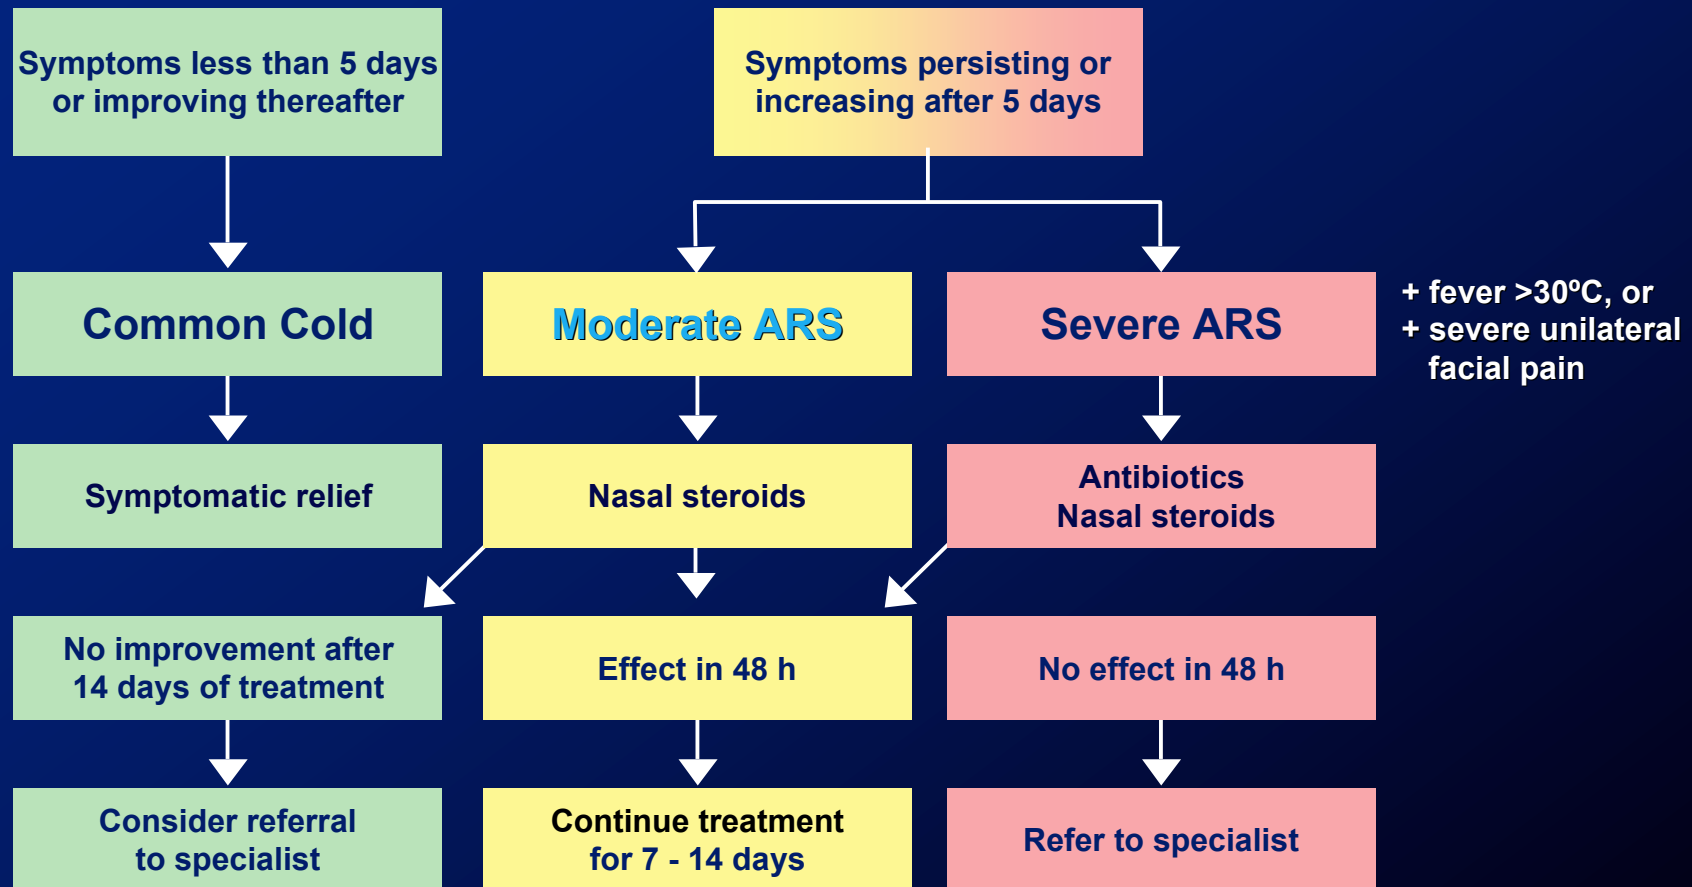 Symptoms less than 5 days
or improving thereafter
Symptoms persisting or
increasing after 5 days
Common Cold
Moderate ARS
Severe ARS
+ fever >30ºC, or
+ severe unilateral
facial pain
Symptomatic relief
Nasal steroids
Antibiotics
Nasal steroids
No improvement after
14 days of treatment
Effect in 48 h
No effect in 48 h
Consider referral
to specialist
Continue treatment
for 7 - 14 days
Refer to specialist